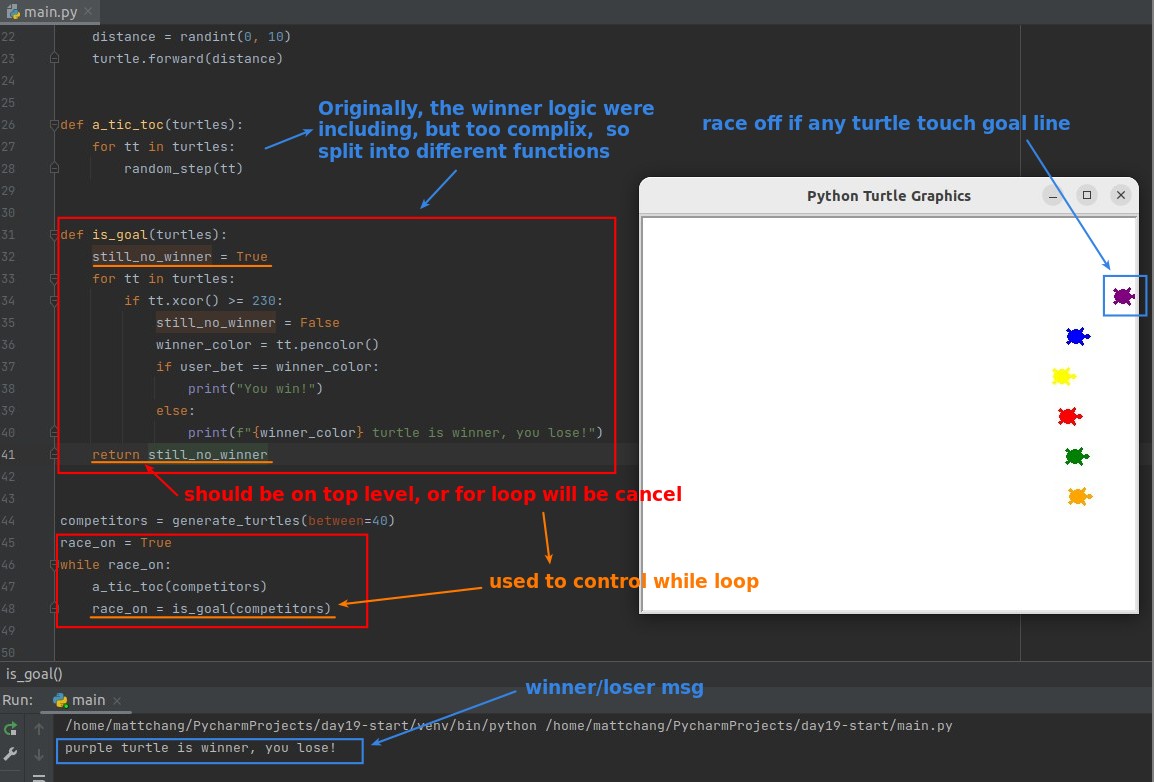 main.py
22 distance = randint(0, 10)
23 turtle.forward(distance)
24
25
26 def a_tic_toc(turtles):
27 for tt in turtles:
28 random_step(tt)
29
30
31 def is_goal(turtles):
32 still_no_winner = True
33 for tt in turtles:
34 if tt.xcor() >= 230:
35 still_no_winner = False
36 winner_color = tt.pencolor()
37 if user_bet == winner_color:
38 print("You win!")
39 else:
40 print(f"{winner_color} turtle is winner, you lose!")
41 return still_no_winner
42
43
44 competitors = generate_turtles(between=40)
45 race_on = True
46 while race_on:
47 a_tic_toc(competitors)
48 race_on = is_goal(competitors)
49
50
Originally, the winner logic were
including, but too complix, so
split into different functions
race off if any turtle touch goal line
Python Turtle Graphics
should be on top level, or for loop will be cancel
used to control while loop
is_goal()
winner/loser msg
Run: main
/home/mattchang/PycharmProjects/day19-start/venv/bin/python /home/mattchang/PycharmProjects/day19-start/main.py
purple turtle is winner, you lose!